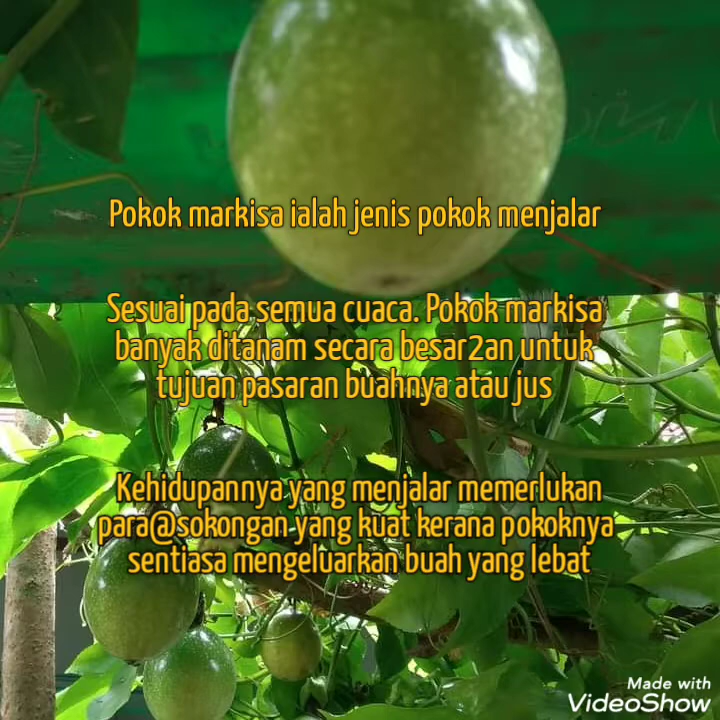 Pokok markisa ialah jenis pokok menjalar
Sesuai pada semua cuaca. Pokok markisa
banyak ditanam secara besar2an untuk
tujuan pasaran buahnya atau jus
Kehidupannya yang menjalar memerlukan
para@sokongan yang kuat kerana pokoknya
sentiasa mengeluarkan buah yang lebat
Made with
VideoShow